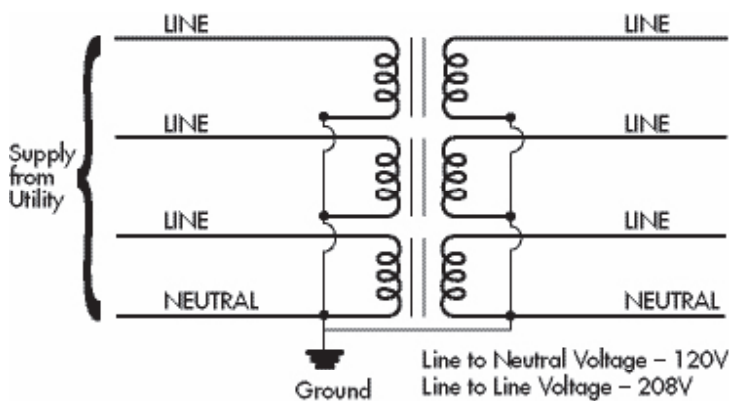 LINE
LINE
LINE
LINE
Supply
from
Utility
LINE
LINE
NEUTRAL
NEUTRAL
Ground
Line to Neutral Voltage – 120V
Line to Line Voltage – 208V